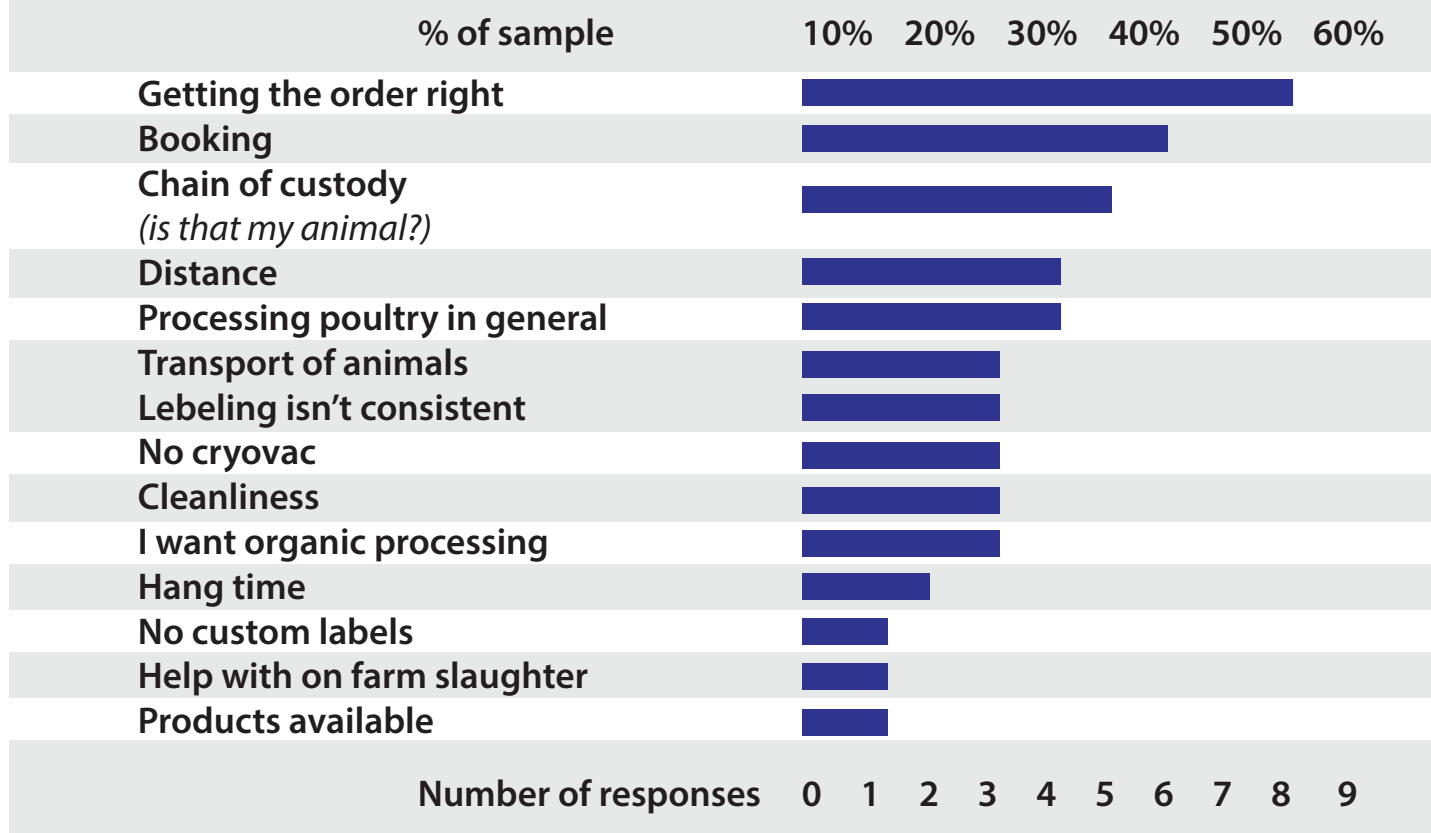 % of sample 10% 20% 30% 40% 50% 60%
Getting the order right
Booking
Chain of custody
(is that my animal?)
Distance
Processing poultry in general
Transport of animals
Lebeling isn’t consistent
No cryovac
Cleanliness
I want organic processing
Hang time
No custom labels
Help with on farm slaughter
Products available
Number of responses 0 1 2 3 4 5 6 7 8 9